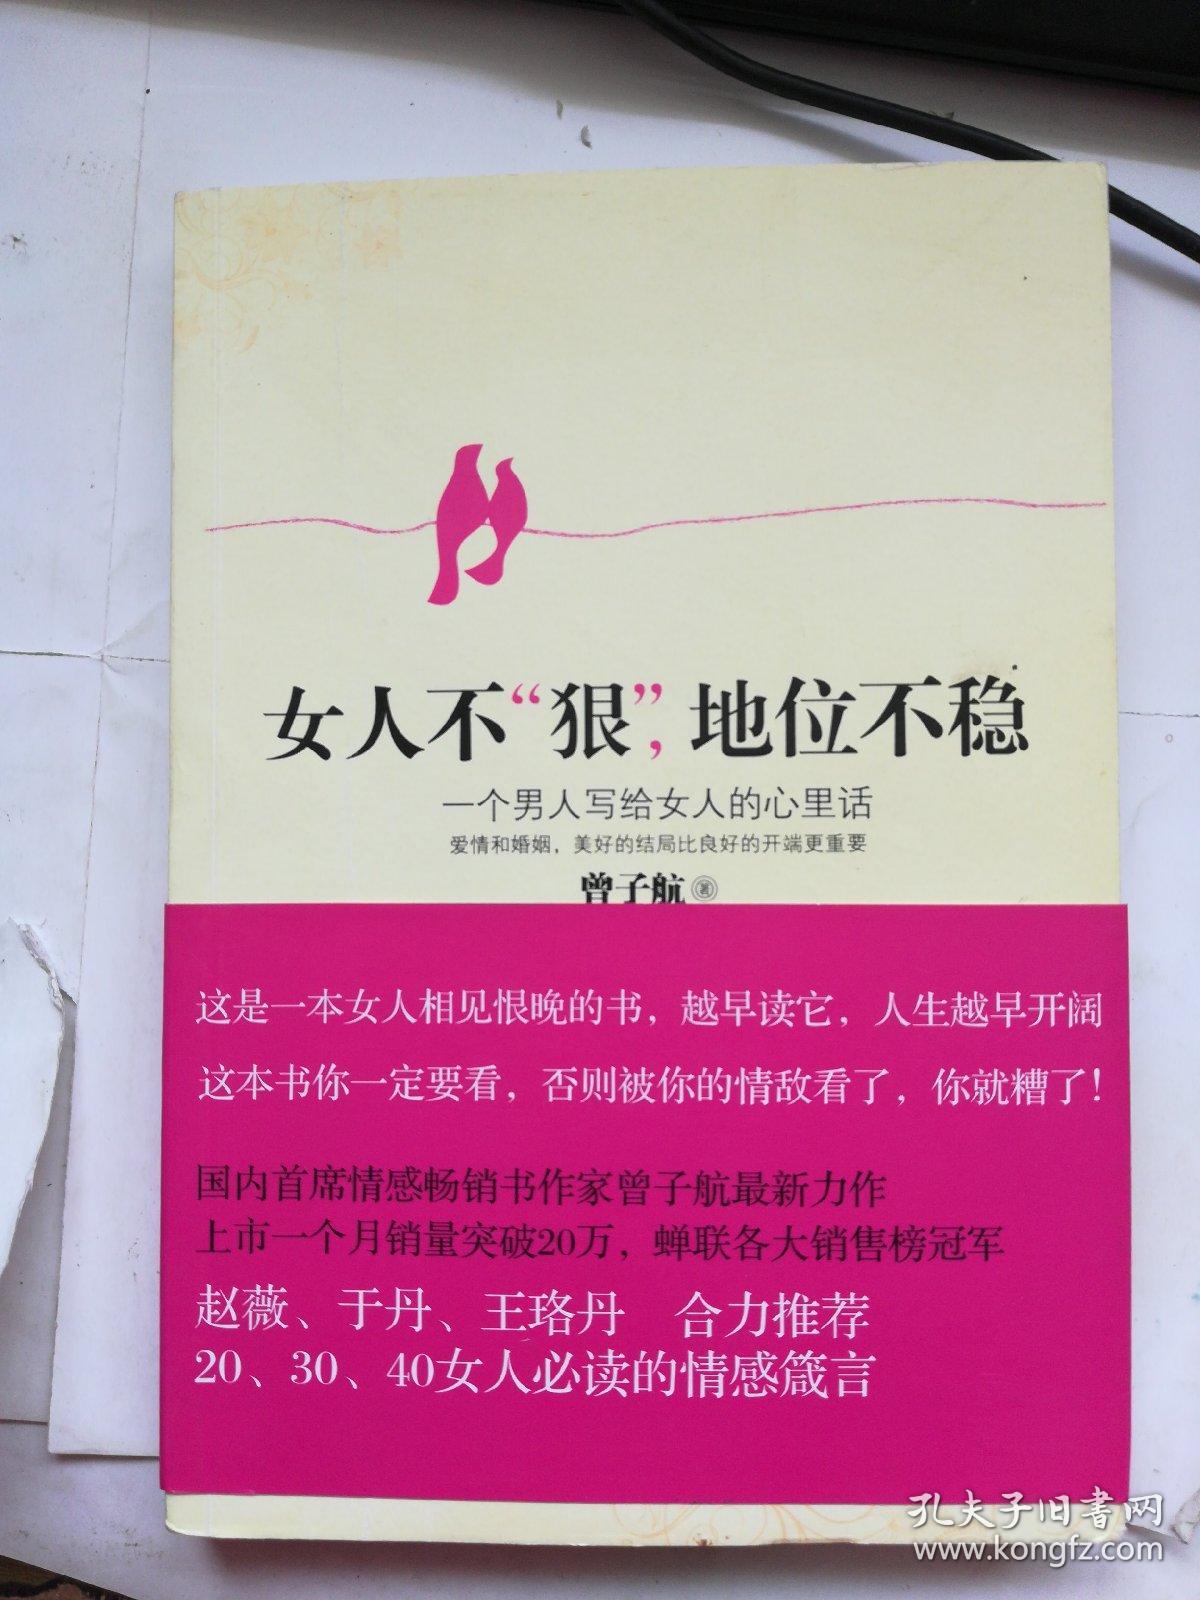 女人不“狠”，地位不稳
一个男人写给女人的心里话
爱情和婚姻，美好的结局比良好的开端更重要
曾子航 著
这是一本女人相见恨晚的书，越早读它，人生越早开阔
这本书你一定要看，否则被你的情敌看了，你就糟了！
国内首席情感畅销书作家曾子航最新力作
上市一个月销量突破20万，蝉联各大销售榜冠军
赵薇、于丹、王珞丹 合力推荐
20、30、40女人必读的情感箴言
孔夫子旧书网
www.kongfz.com